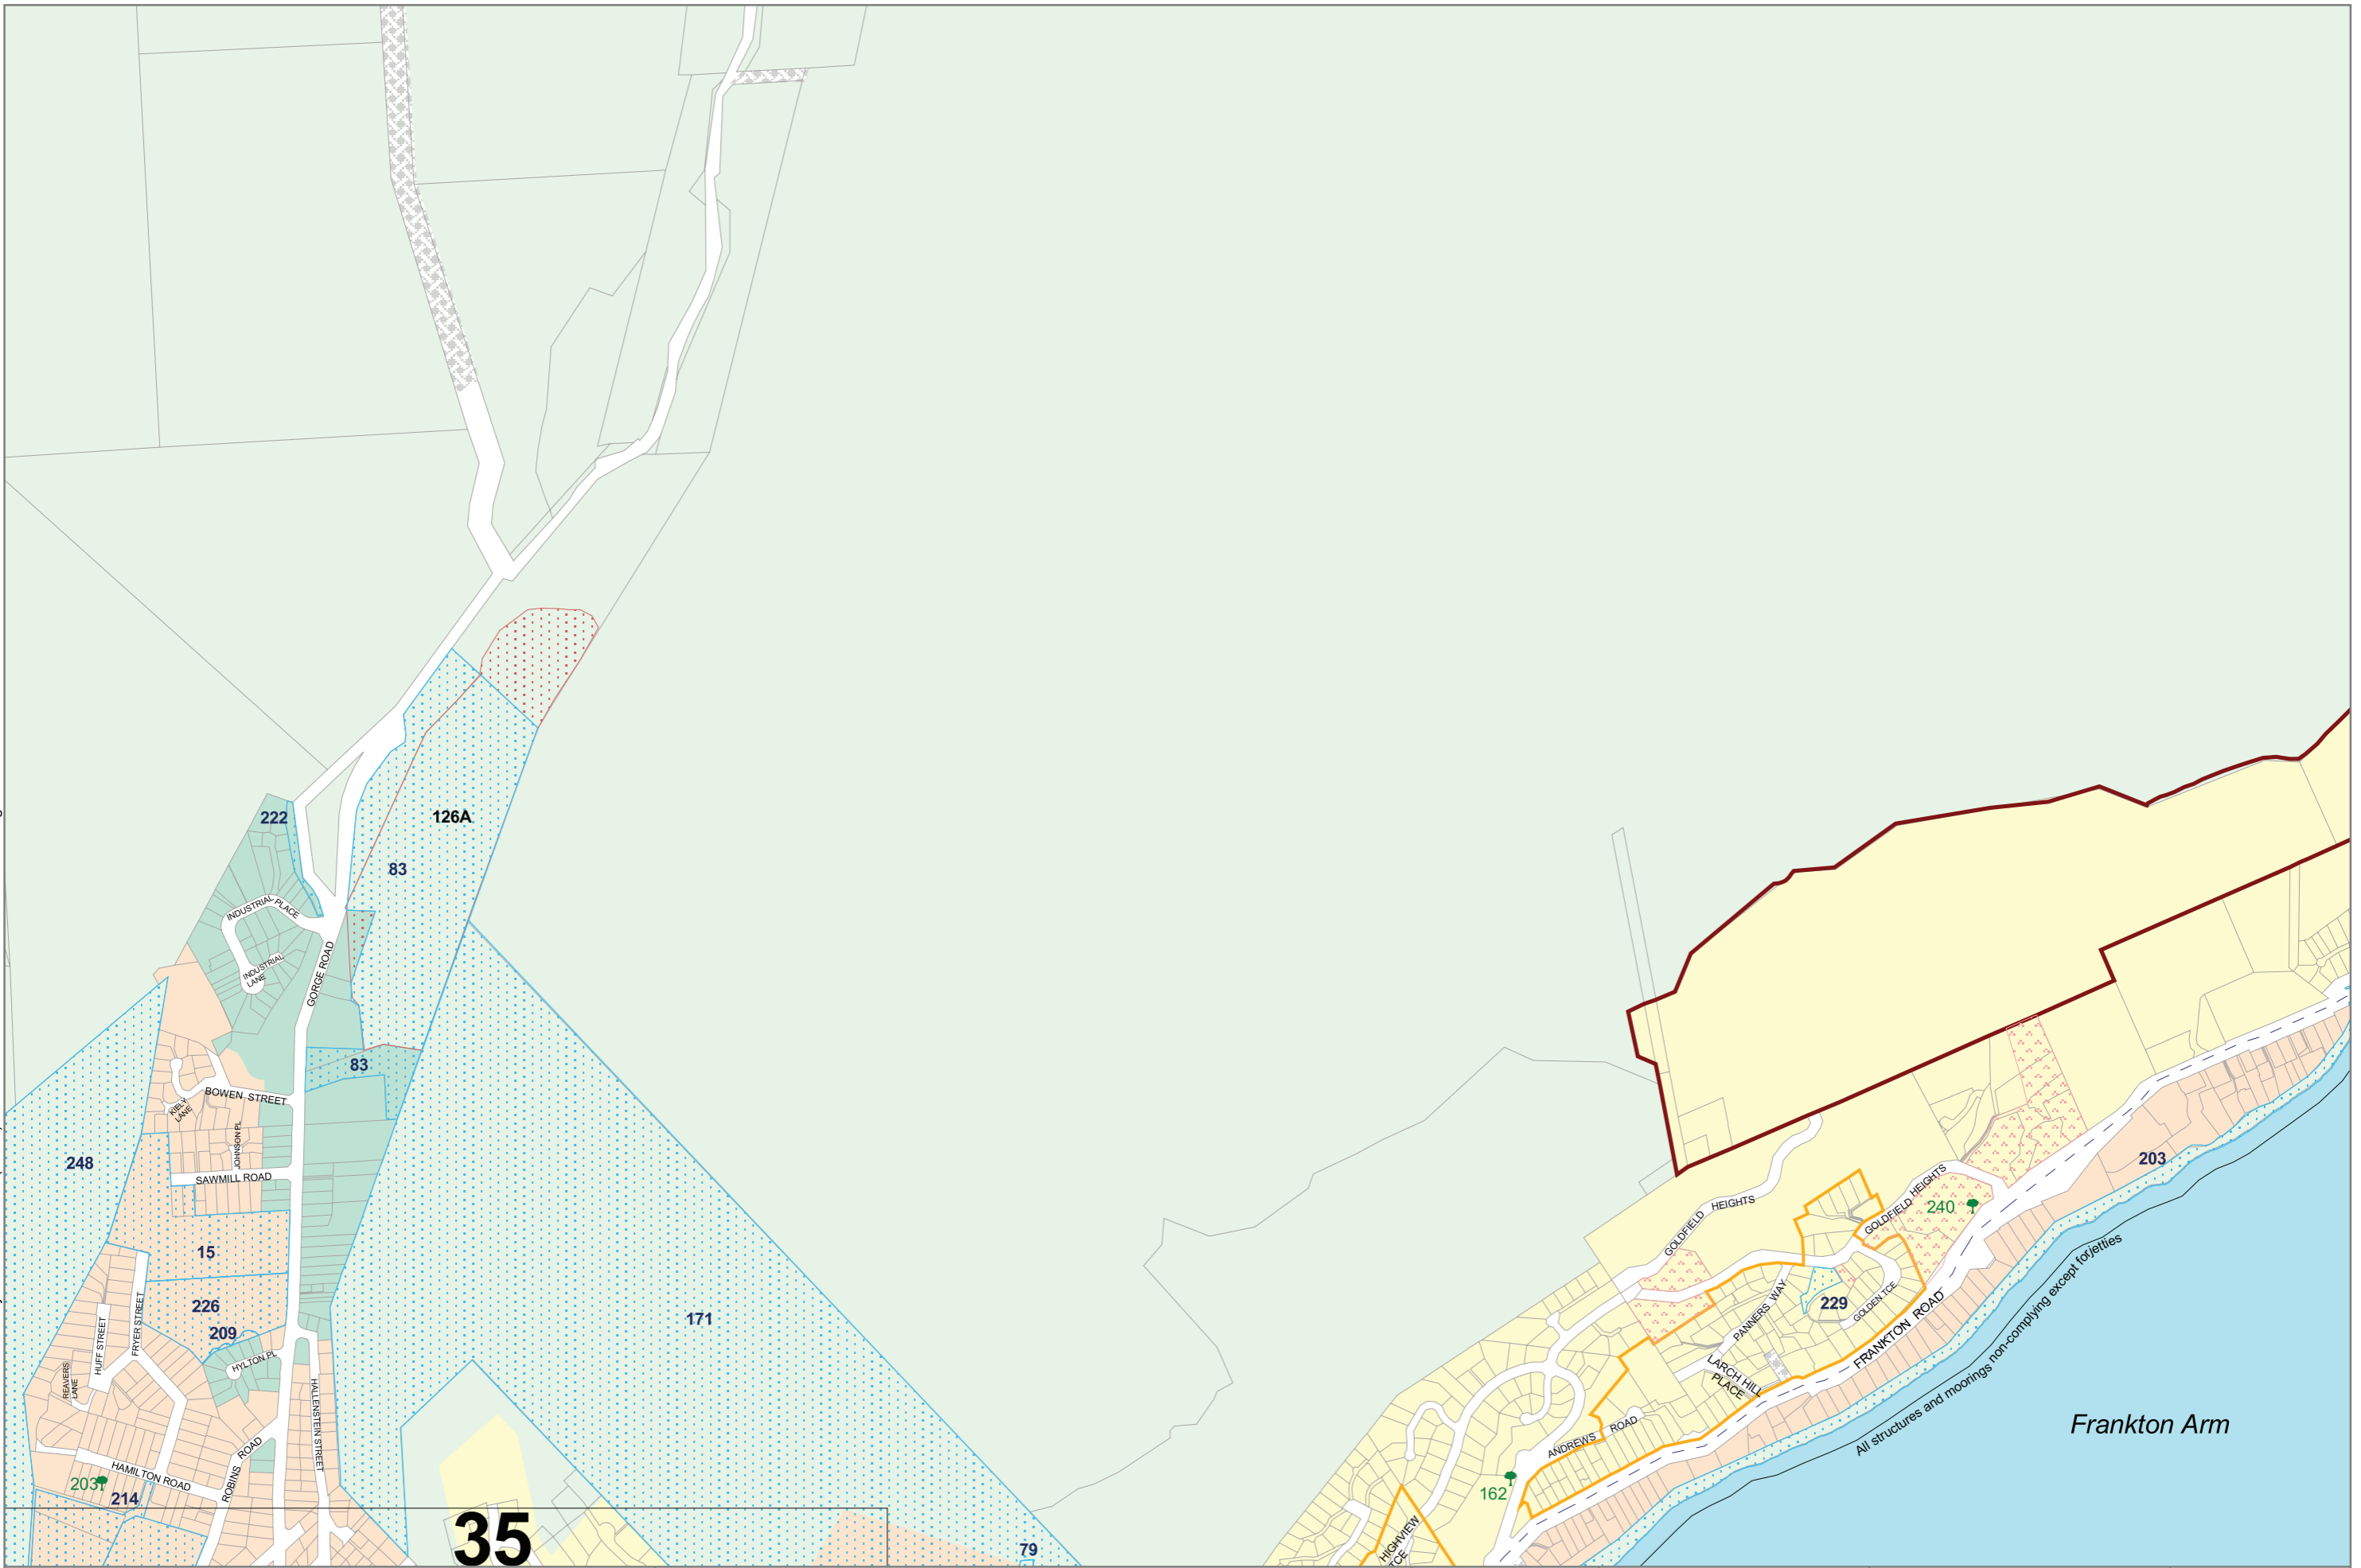 222
126A
83
INDUSTRIAL PLACE
INDUSTRIAL
LANE
GORGE ROAD
83
BOWEN STREET
KIELY
LANE
JOHNSON PL
248
SAWMILL ROAD
203
GOLDFIELD HEIGHTS
GOLDFIELD HEIGHTS
240
15
226
209
171
229
PANNERS WAY
GOLDEN TCE
FRANKTON ROAD
HUFF STREET
FRYER STREET
HYLTON PL
REAVERS
LANE
HALLENSTEIN STREET
LARCH HILL
PLACE
All structures and moorings non-complying except for jetties
Frankton Arm
ANDREWS ROAD
ROBINS ROAD
HAMILTON ROAD
203
214
162
35
79
HIGHVIEW
TCE